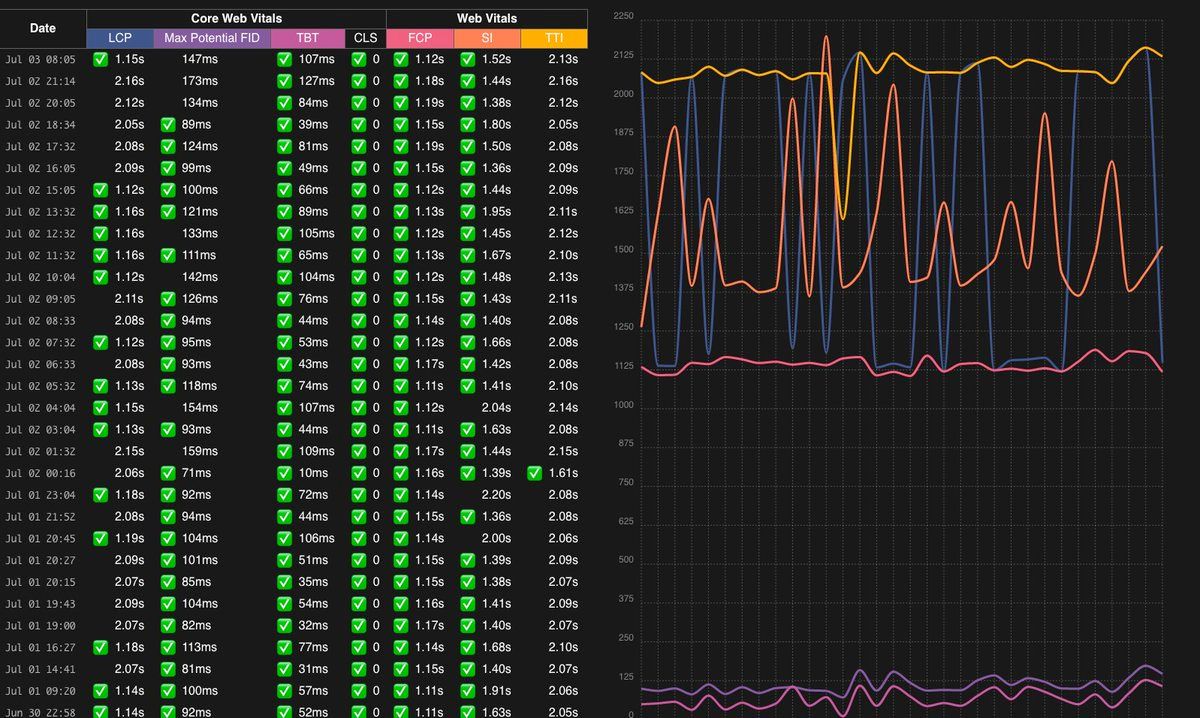 Date Core Web Vitals Web Vitals
LCP Max Potential FID TBT CLS FCP SI TTI
Jul 03 08:05 ✅ 1.15s 147ms ✅ 107ms ✅ 0 ✅ 1.12s ✅ 1.52s 2.13s
Jul 02 21:14 2.16s 173ms ✅ 127ms ✅ 0 ✅ 1.18s ✅ 1.44s 2.16s
Jul 02 20:05 2.12s 134ms ✅ 84ms ✅ 0 ✅ 1.19s ✅ 1.38s 2.12s
Jul 02 18:34 2.05s ✅ 89ms ✅ 39ms ✅ 0 ✅ 1.15s ✅ 1.80s 2.05s
Jul 02 17:32 2.08s ✅ 124ms ✅ 81ms ✅ 0 ✅ 1.19s ✅ 1.50s 2.08s
Jul 02 16:05 2.09s ✅ 99ms ✅ 49ms ✅ 0 ✅ 1.15s ✅ 1.36s 2.09s
Jul 02 15:05 ✅ 1.12s ✅ 100ms ✅ 66ms ✅ 0 ✅ 1.12s ✅ 1.44s 2.09s
Jul 02 13:32 ✅ 1.16s ✅ 121ms ✅ 89ms ✅ 0 ✅ 1.13s ✅ 1.95s 2.11s
Jul 02 12:32 ✅ 1.16s 133ms ✅ 105ms ✅ 0 ✅ 1.12s ✅ 1.45s 2.12s
Jul 02 11:32 ✅ 1.16s ✅ 111ms ✅ 65ms ✅ 0 ✅ 1.13s ✅ 1.67s 2.10s
Jul 02 10:04 ✅ 1.12s 142ms ✅ 104ms ✅ 0 ✅ 1.12s ✅ 1.48s 2.13s
Jul 02 09:05 2.11s ✅ 126ms ✅ 76ms ✅ 0 ✅ 1.15s ✅ 1.43s 2.11s
Jul 02 08:33 2.08s ✅ 94ms ✅ 44ms ✅ 0 ✅ 1.14s ✅ 1.40s 2.08s
Jul 02 07:32 ✅ 1.12s ✅ 95ms ✅ 53ms ✅ 0 ✅ 1.12s ✅ 1.66s 2.08s
Jul 02 06:33 2.08s ✅ 93ms ✅ 43ms ✅ 0 ✅ 1.17s ✅ 1.42s 2.08s
Jul 02 05:32 ✅ 1.13s ✅ 118ms ✅ 74ms ✅ 0 ✅ 1.11s ✅ 1.41s 2.10s
Jul 02 04:04 ✅ 1.15s 154ms ✅ 107ms ✅ 0 ✅ 1.12s 2.04s 2.14s
Jul 02 03:04 ✅ 1.13s ✅ 93ms ✅ 44ms ✅ 0 ✅ 1.11s ✅ 1.63s 2.08s
Jul 02 01:32 2.15s 159ms ✅ 109ms ✅ 0 ✅ 1.17s ✅ 1.44s 2.15s
Jul 02 00:16 2.06s ✅ 71ms ✅ 10ms ✅ 0 ✅ 1.16s ✅ 1.39s ✅ 1.61s
Jul 01 23:04 ✅ 1.18s ✅ 92ms ✅ 72ms ✅ 0 ✅ 1.14s 2.20s 2.08s
Jul 01 21:52 2.08s ✅ 94ms ✅ 44ms ✅ 0 ✅ 1.15s ✅ 1.36s 2.08s
Jul 01 20:45 ✅ 1.19s ✅ 104ms ✅ 106ms ✅ 0 ✅ 1.14s 2.00s 2.06s
Jul 01 20:27 2.09s ✅ 101ms ✅ 51ms ✅ 0 ✅ 1.15s ✅ 1.39s 2.09s
Jul 01 20:15 2.07s ✅ 85ms ✅ 35ms ✅ 0 ✅ 1.15s ✅ 1.38s 2.07s
Jul 01 19:43 2.09s ✅ 104ms ✅ 54ms ✅ 0 ✅ 1.16s ✅ 1.41s 2.09s
Jul 01 19:00 2.07s ✅ 82ms ✅ 32ms ✅ 0 ✅ 1.17s ✅ 1.40s 2.07s
Jul 01 16:27 ✅ 1.18s ✅ 113ms ✅ 77ms ✅ 0 ✅ 1.14s ✅ 1.68s 2.10s
Jul 01 14:41 2.07s ✅ 81ms ✅ 31ms ✅ 0 ✅ 1.15s ✅ 1.40s 2.07s
Jul 01 09:20 ✅ 1.14s ✅ 100ms ✅ 57ms ✅ 0 ✅ 1.11s ✅ 1.91s 2.06s
Jun 30 22:58 ✅ 1.14s ✅ 92ms ✅ 52ms ✅ 0 ✅ 1.11s ✅ 1.63s 2.05s
2250
2125
2000
1875
1750
1625
1500
1375
1250
1125
1000
875
750
625
500
375
250
125
0